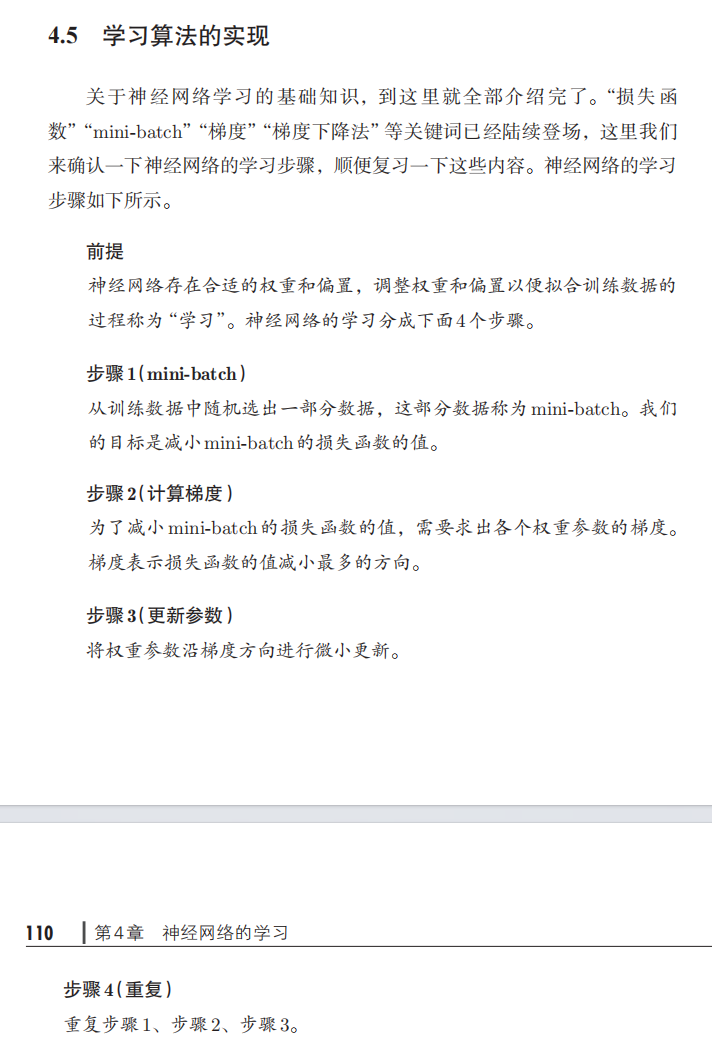 4.5 学习算法的实现
关于神经网络学习的基础知识，到这里就全部介绍完了。“损失函
数”“mini-batch”“梯度”“梯度下降法”等关键词已经陆续登场，这里我们
来确认一下神经网络的学习步骤，顺便复习一下这些内容。神经网络的学习
步骤如下所示。
前提
神经网络存在合适的权重和偏置，调整权重和偏置以便拟合训练数据的
过程称为“学习”。神经网络的学习分成下面4个步骤。
步骤1(mini-batch)
从训练数据中随机选出一部分数据，这部分数据称为mini-batch。我们
的目标是减小mini-batch的损失函数的值。
步骤2(计算梯度)
为了减小mini-batch的损失函数的值，需要求出各个权重参数的梯度。
梯度表示损失函数的值减小最多的方向。
步骤3(更新参数)
将权重参数沿梯度方向进行微小更新。
110 第4章 神经网络的学习
步骤4(重复)
重复步骤1、步骤2、步骤3。